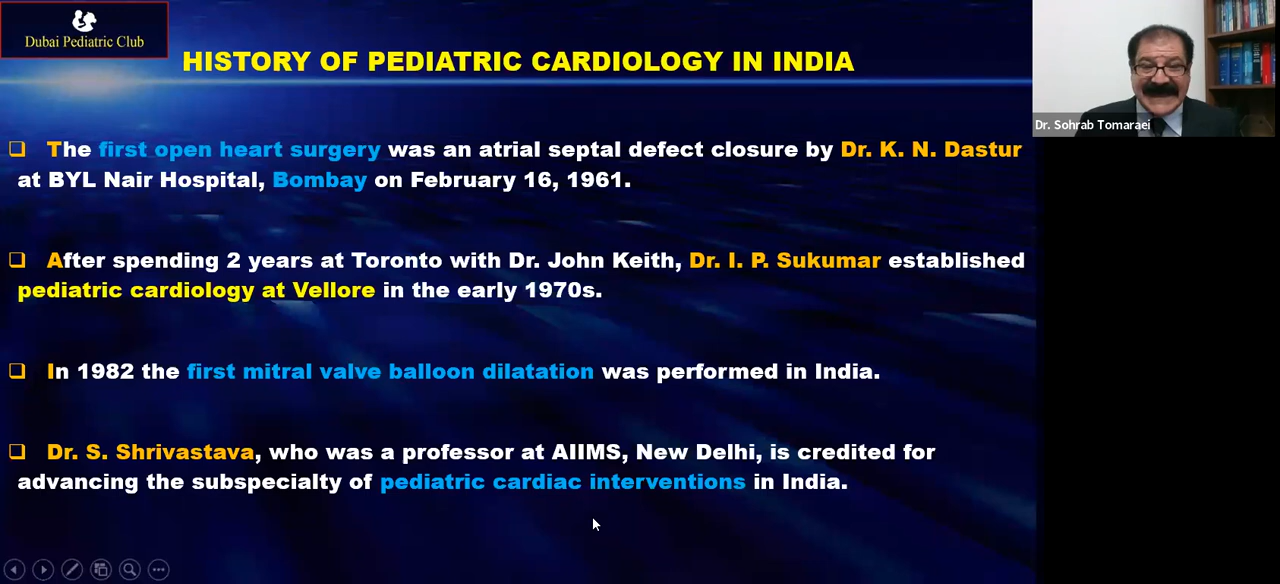 Dubai Pediatric Club
HISTORY OF PEDIATRIC CARDIOLOGY IN INDIA
Dr. Sohrab Tomaraei
The first open heart surgery was an atrial septal defect closure by Dr. K. N. Dastur
at BYL Nair Hospital, Bombay on February 16, 1961.
After spending 2 years at Toronto with Dr. John Keith, Dr. I. P. Sukumar established
pediatric cardiology at Vellore in the early 1970s.
In 1982 the first mitral valve balloon dilatation was performed in India.
Dr. S. Shrivastava, who was a professor at AIIMS, New Delhi, is credited for
advancing the subspecialty of pediatric cardiac interventions in India.